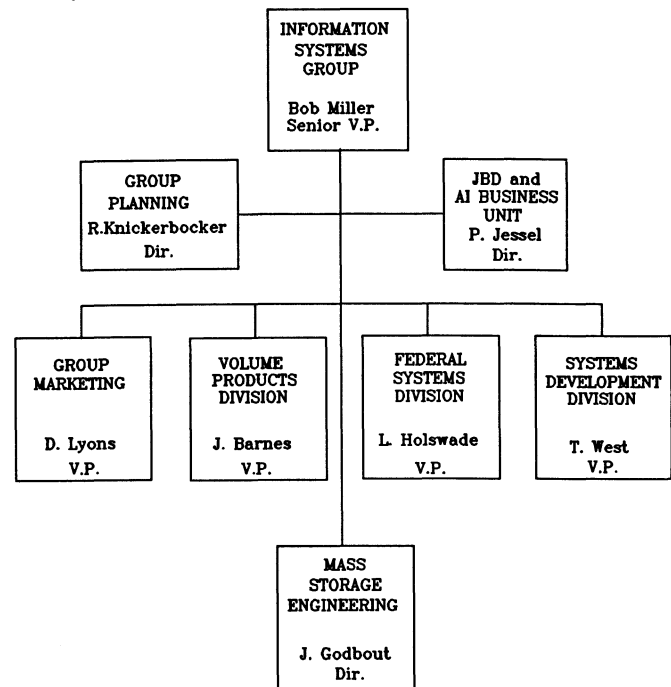 INFORMATION
SYSTEMS
GROUP
Bob Miller
Senior V.P.
GROUP
PLANNING
R.Knickerbocker
Dir.
JBD and
AI BUSINESS
UNIT
P. Jessel
Dir.
GROUP
MARKETING
D. Lyons
V.P.
VOLUME
PRODUCTS
DIVISION
J. Barnes
V.P.
FEDERAL
SYSTEMS
DIVISION
L. Holswade
V.P.
SYSTEMS
DEVELOPMENT
DIVISION
T. West
V.P.
MASS
STORAGE
ENGINEERING
J. Godbout
Dir.